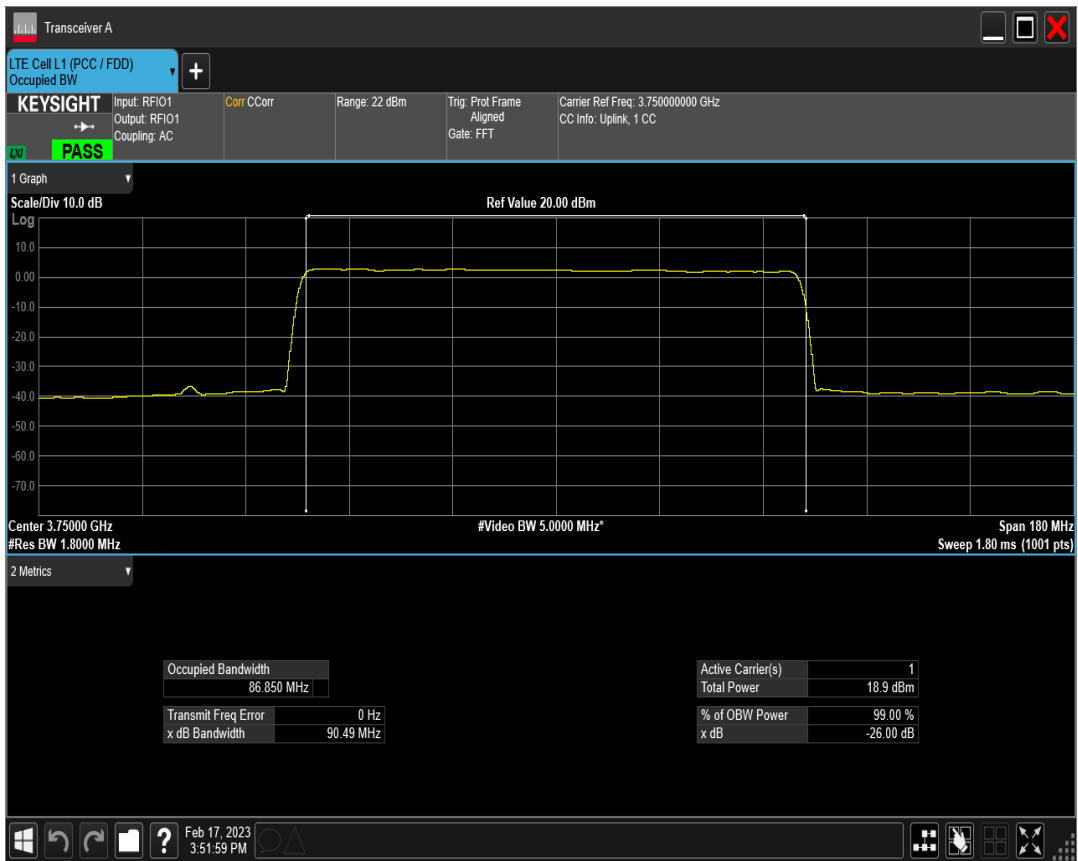 Transceiver A
LTE Cell L1 (PCC / FDD)
Occupied BW
+
KEYSIGHT
LXI
PASS
Input: RFIO1
Output: RFIO1
Coupling: AC
Corr CCorr
Range: 22 dBm
Trig: Prot Frame
Aligned
Gate: FFT
Carrier Ref Freq: 3.750000000 GHz
CC Info: Uplink, 1 CC
1 Graph
Scale/Div 10.0 dB
Ref Value 20.00 dBm
Log
10.0
0.00
-10.0
-20.0
-30.0
-40.0
-50.0
-60.0
-70.0
Center 3.75000 GHz
#Video BW 5.0000 MHz*
Span 180 MHz
#Res BW 1.8000 MHz
Sweep 1.80 ms (1001 pts)
2 Metrics
Occupied Bandwidth
86.850 MHz
Transmit Freq Error 0 Hz
x dB Bandwidth 90.49 MHz
Active Carrier(s) 1
Total Power 18.9 dBm
% of OBW Power 99.00 %
x dB -26.00 dB
?
Feb 17, 2023
3:51:59 PM